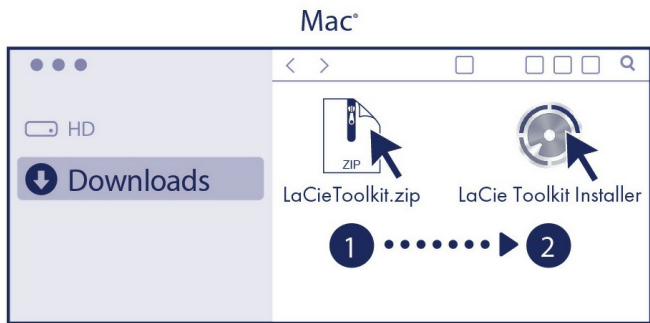 Mac®
HD
Downloads
ZIP
LaCieToolkit.zip
LaCie Toolkit Installer
1
2